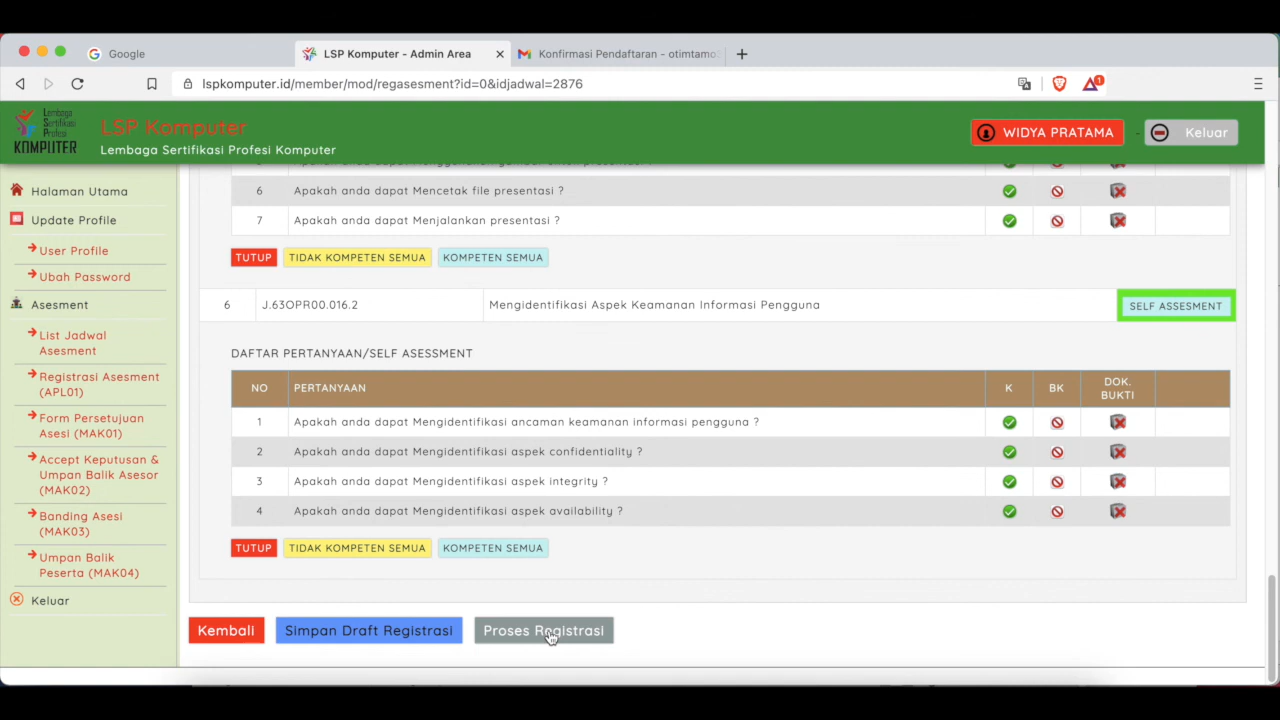 Google
LSP Komputer - Admin Area
Konfirmasi Pendaftaran - otimtamo
lspkomputer.id/member/mod/regasesment?id=0&idjadwal=2876
1
Lembaga
Sertifikasi
Profesi
KOMPUTER
LSP Komputer
Lembaga Sertifikasi Profesi Komputer
WIDYA PRATAMA
-
Keluar
Halaman Utama
Update Profile
User Profile
Ubah Password
Asesment
List Jadwal
Asesment
Registrasi Asesment
(APL01)
Form Persetujuan
Asesi (MAK01)
Accept Keputusan &
Umpan Balik Asesor
(MAK02)
Banding Asesi
(MAK03)
Umpan Balik
Peserta (MAK04)
Keluar
6 Apakah anda dapat Mencetak file presentasi ?
7 Apakah anda dapat Menjalankan presentasi ?
TUTUP TIDAK KOMPETEN SEMUA KOMPETEN SEMUA
6 J.63OPR00.016.2 Mengidentifikasi Aspek Keamanan Informasi Pengguna SELF ASSESMENT
DAFTAR PERTANYAAN/SELF ASESSMENT
NO PERTANYAAN K BK DOK.
BUKTI
1 Apakah anda dapat Mengidentifikasi ancaman keamanan informasi pengguna ?
2 Apakah anda dapat Mengidentifikasi aspek confidentiality ?
3 Apakah anda dapat Mengidentifikasi aspek integrity ?
4 Apakah anda dapat Mengidentifikasi aspek availability ?
TUTUP TIDAK KOMPETEN SEMUA KOMPETEN SEMUA
Kembali Simpan Draft Registrasi Proses Registrasi